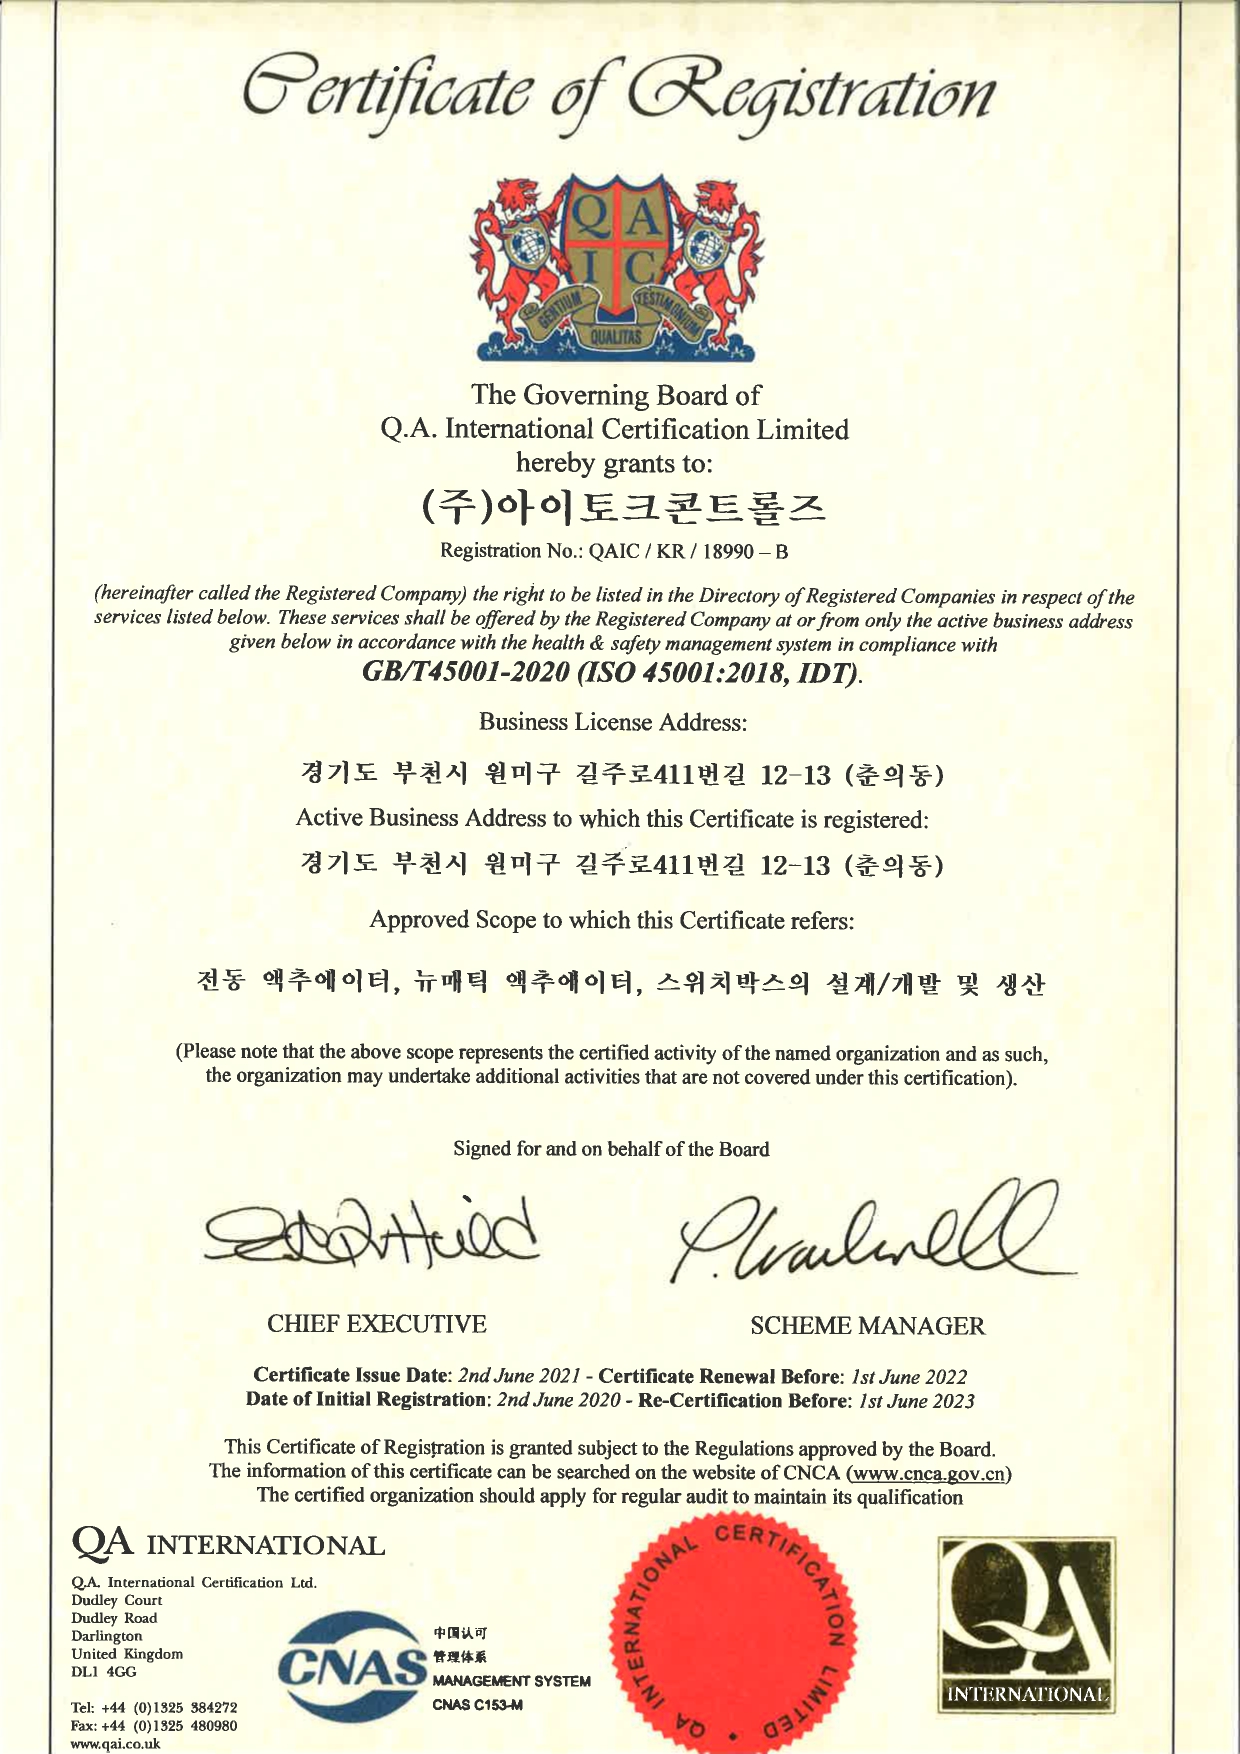 Certificate of Registration
Q A
I C
GENTIUM QUALITAS TESTIMONIUM
The Governing Board of
Q.A. International Certification Limited
hereby grants to:
(주)아이토크콘트롤즈
Registration No.: QAIC / KR / 18990 – B
(hereinafter called the Registered Company) the right to be listed in the Directory of Registered Companies in respect of the
services listed below. These services shall be offered by the Registered Company at or from only the active business address
given below in accordance with the health & safety management system in compliance with
GB/T45001-2020 (ISO 45001:2018, IDT).
Business License Address:
경기도 부천시 원미구 길주로411번길 12-13 (춘의동)
Active Business Address to which this Certificate is registered:
경기도 부천시 원미구 길주로411번길 12-13 (춘의동)
Approved Scope to which this Certificate refers:
전동 액추에이터, 뉴매틱 액추에이터, 스위치박스의 설계/개발 및 생산
(Please note that the above scope represents the certified activity of the named organization and as such,
the organization may undertake additional activities that are not covered under this certification).
Signed for and on behalf of the Board
CHIEF EXECUTIVE
SCHEME MANAGER
Certificate Issue Date: 2nd June 2021 - Certificate Renewal Before: 1st June 2022
Date of Initial Registration: 2nd June 2020 - Re-Certification Before: 1st June 2023
This Certificate of Registration is granted subject to the Regulations approved by the Board.
The information of this certificate can be searched on the website of CNCA (www.cnca.gov.cn)
The certified organization should apply for regular audit to maintain its qualification
QA INTERNATIONAL
Q.A. International Certification Ltd.
Dudley Court
Dudley Road
Darlington
United Kingdom
DL1 4GG
Tel: +44 (0)1325 384272
Fax: +44 (0)1325 480980
www.qai.co.uk
CNAS
中国认可
管理体系
MANAGEMENT SYSTEM
CNAS C153-M
QA INTERNATIONAL CERTIFICATION LIMITED
QA
INTERNATIONAL